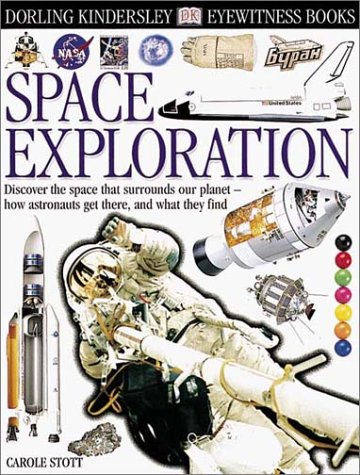 DORLING KINDERSLEY DK EYEWITNESS BOOKS
NASA
БУРАН
United States
SPACE
EXPLORATION
Discover the space that surrounds our planet –
how astronauts get there, and what they find
CAROLE STOTT